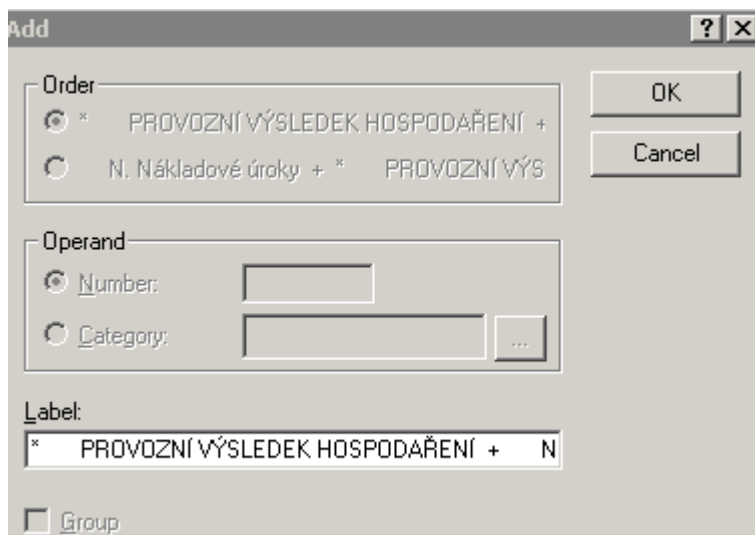 Add
Order
* PROVOZNÍ VÝSLEDEK HOSPODAŘENÍ +
N. Nákladové úroky + * PROVOZNÍ VÝS
OK
Cancel
Operand
Number:
Category:
...
Label:
* PROVOZNÍ VÝSLEDEK HOSPODAŘENÍ + N
Group